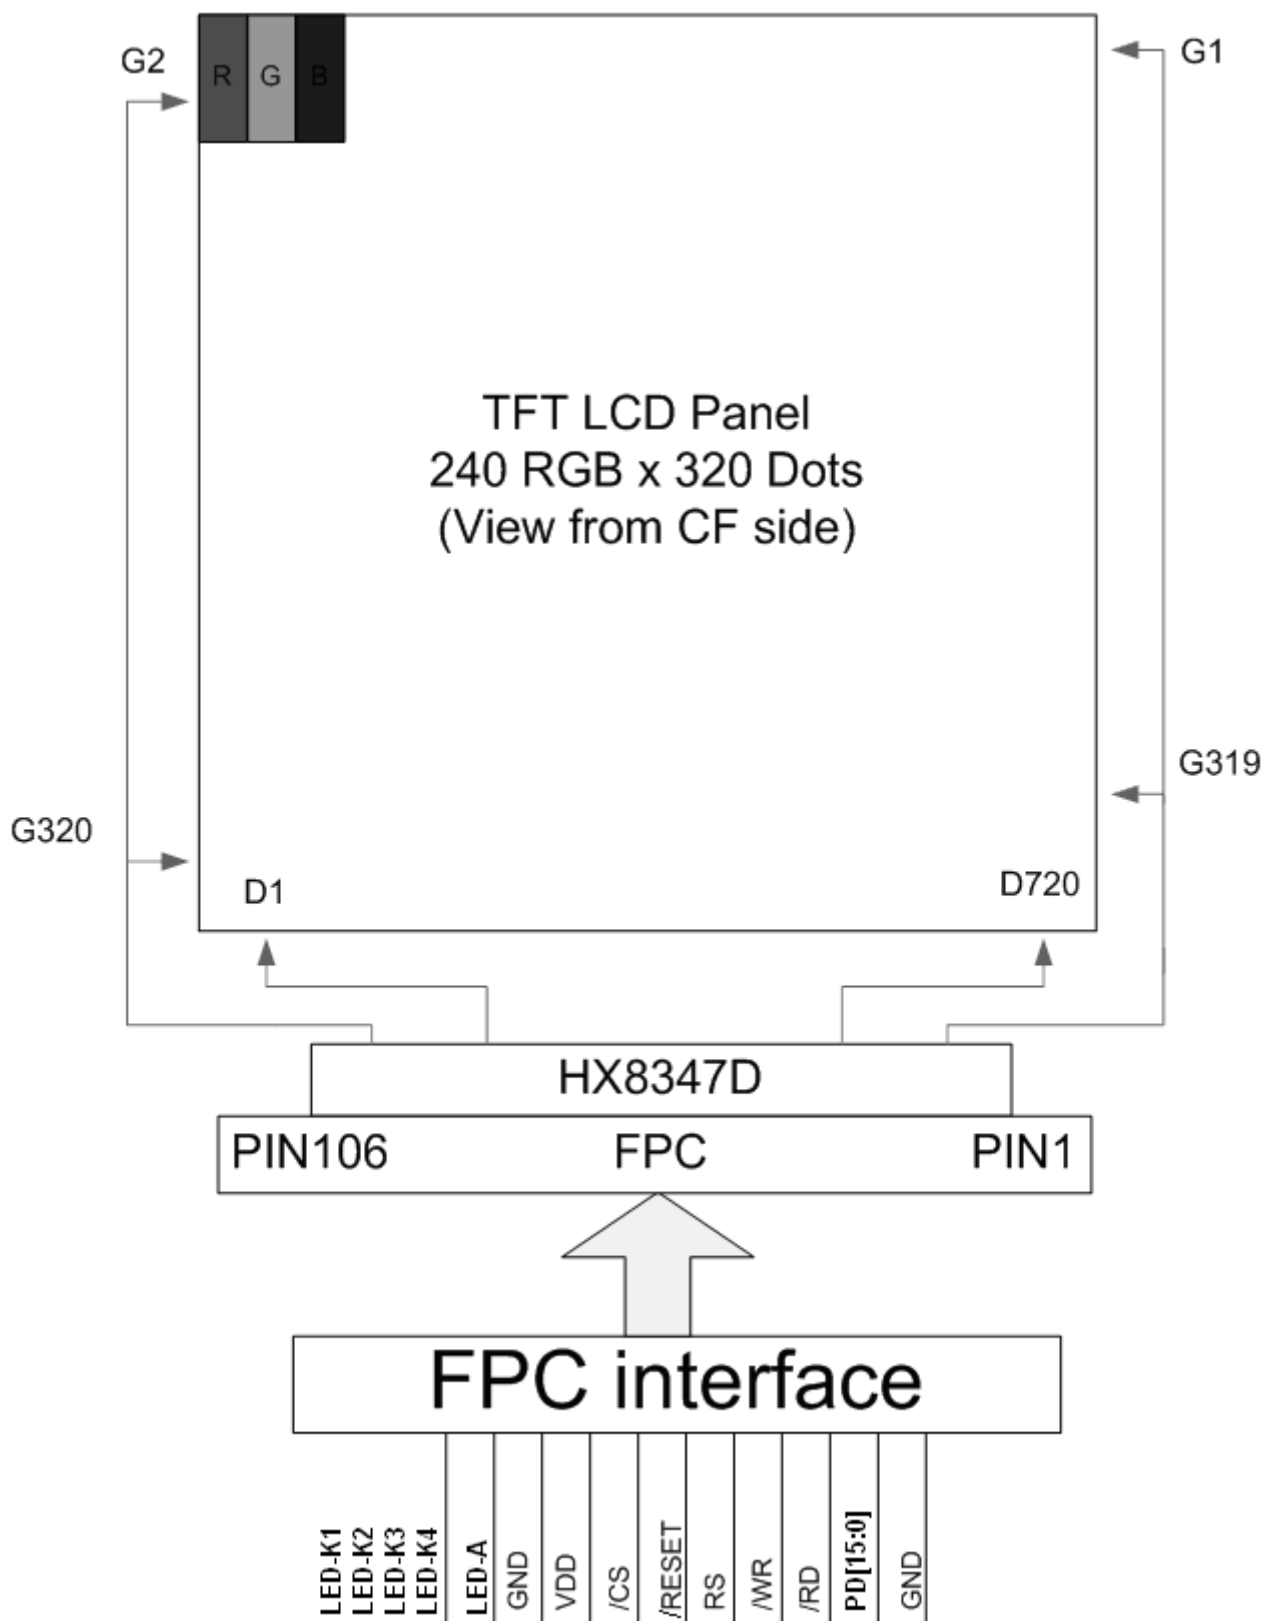 G2
R G B
G1
TFT LCD Panel
240 RGB x 320 Dots
(View from CF side)
G319
G320
D1
D720
HX8347D
PIN106 FPC PIN1
FPC interface
LED-K1
LED-K2
LED-K3
LED-K4
LED-A
GND
VDD
/CS
/RESET
RS
/WR
/RD
PD[15:0]
GND